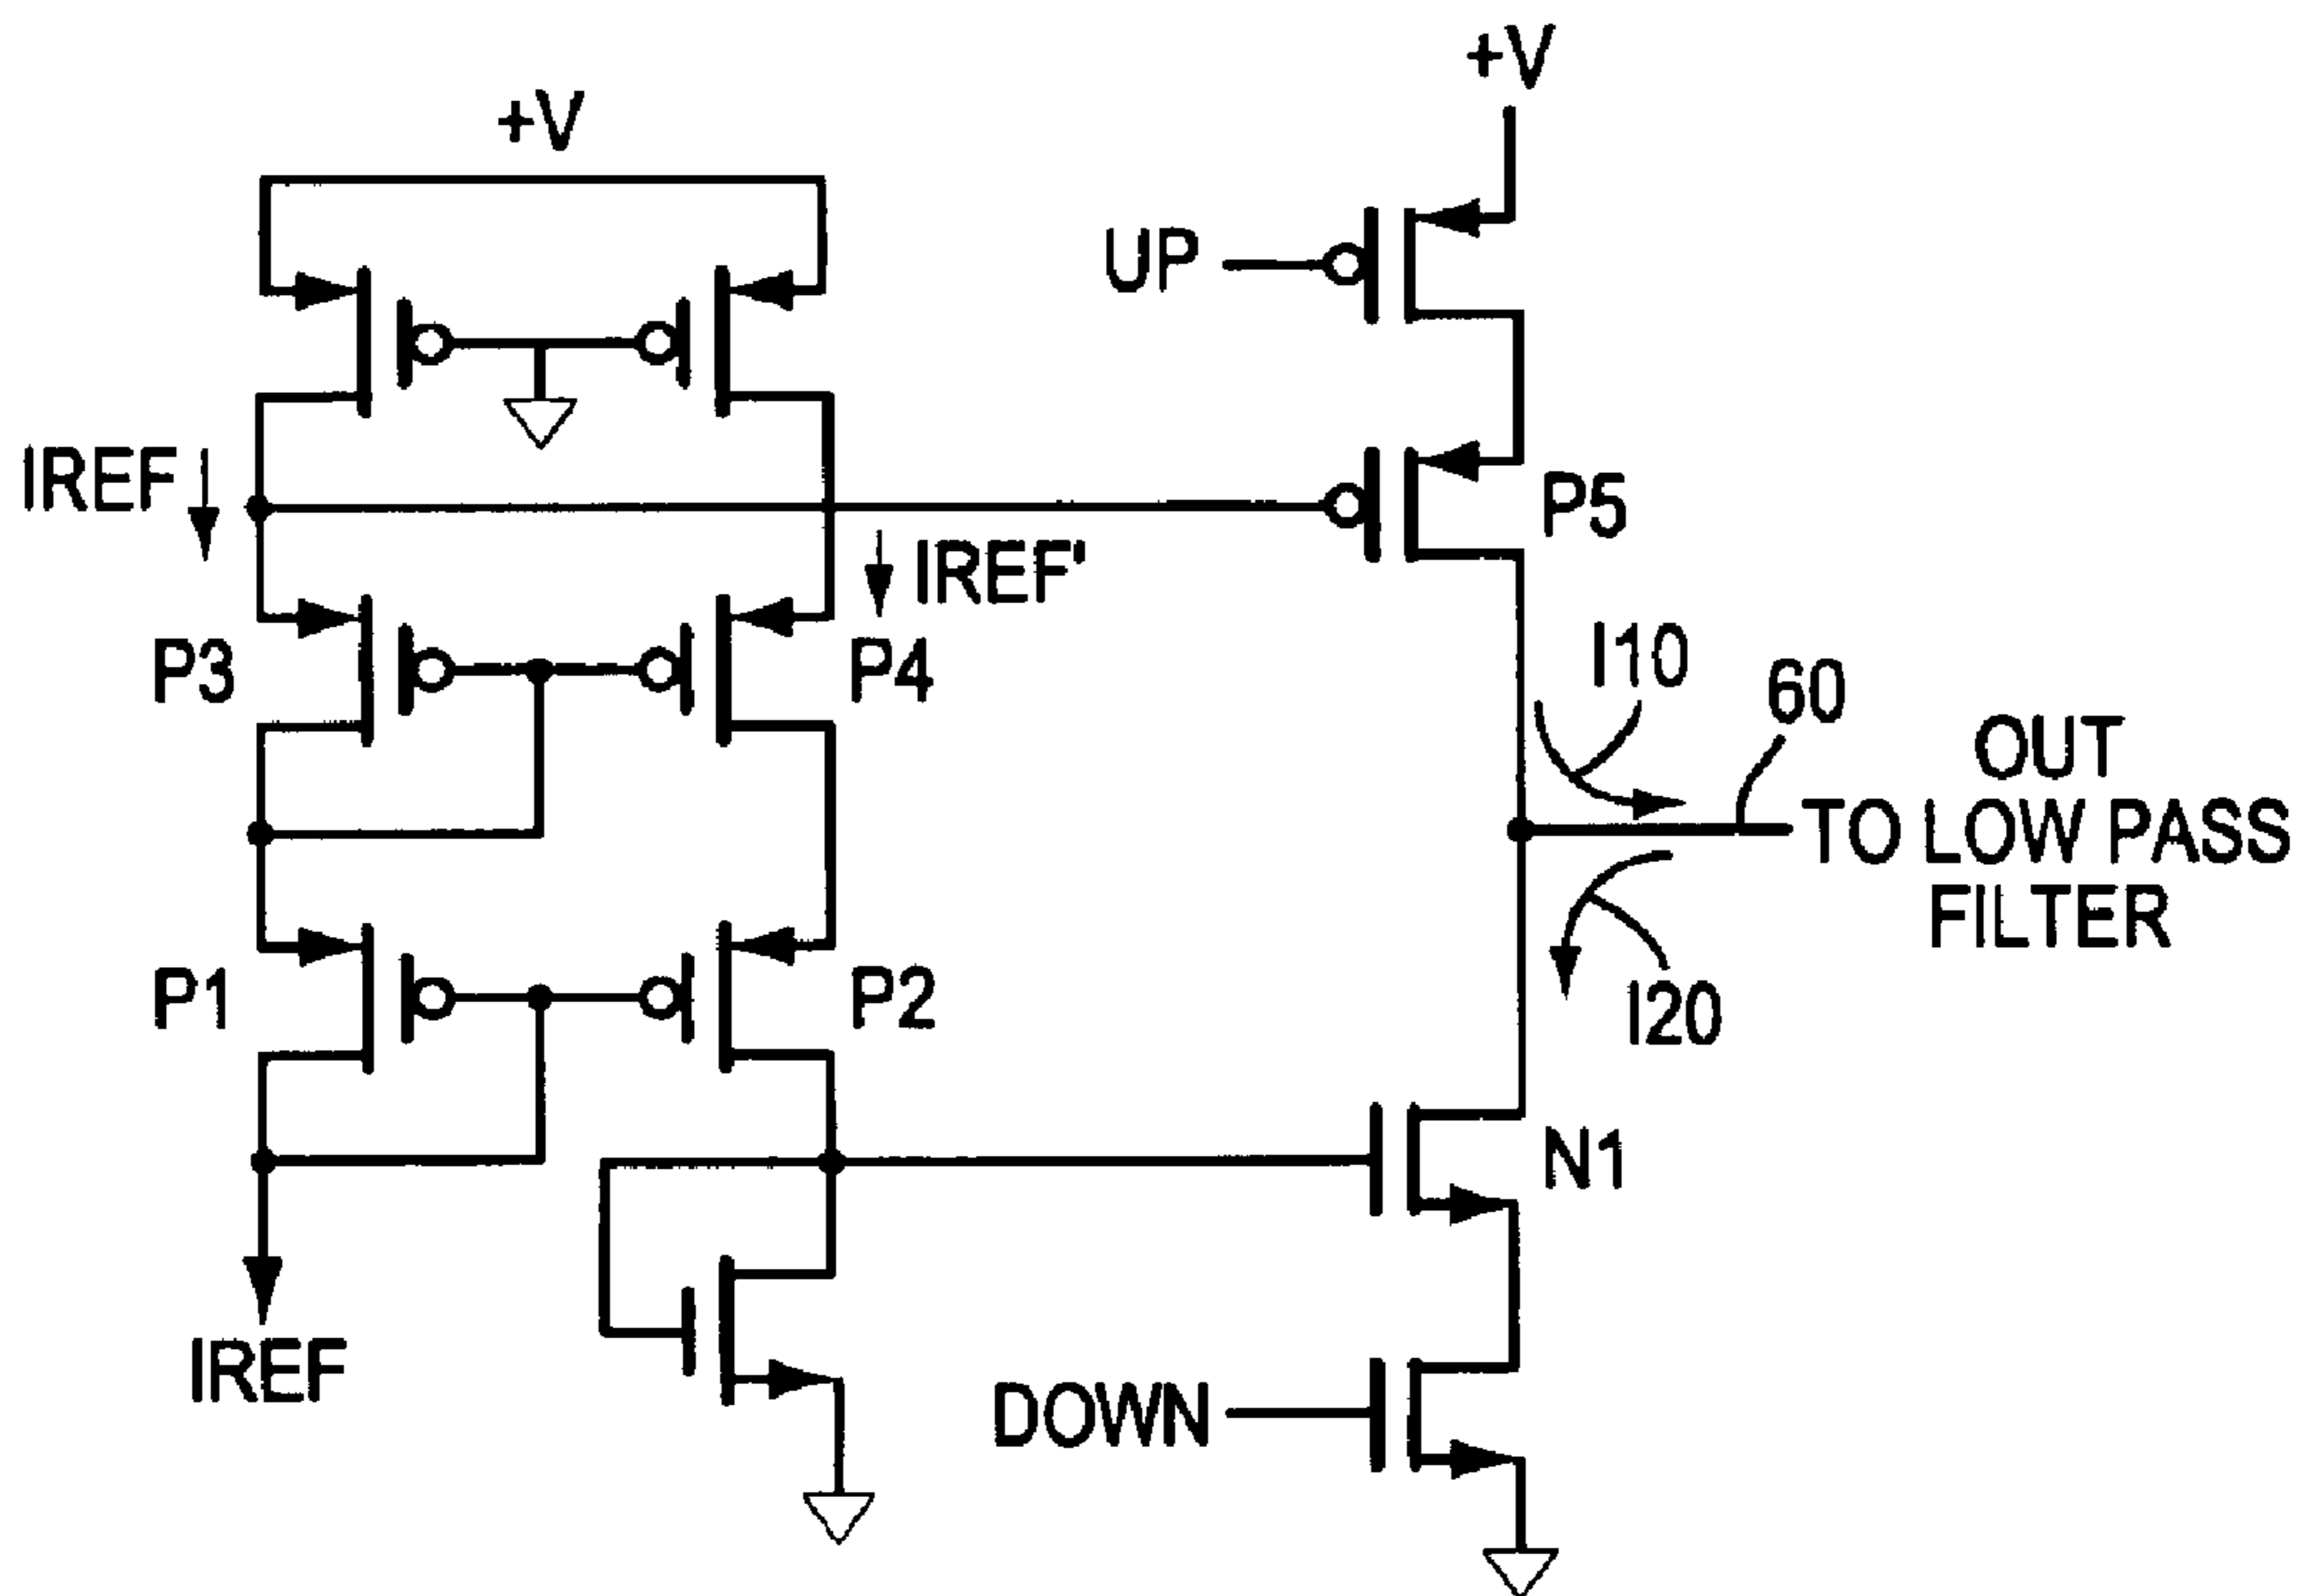 +V
+V
UP
IREF
P5
IREF'
P3
P4
I10
60
OUT
TO LOW PASS
FILTER
P1
P2
I20
N1
IREF
DOWN